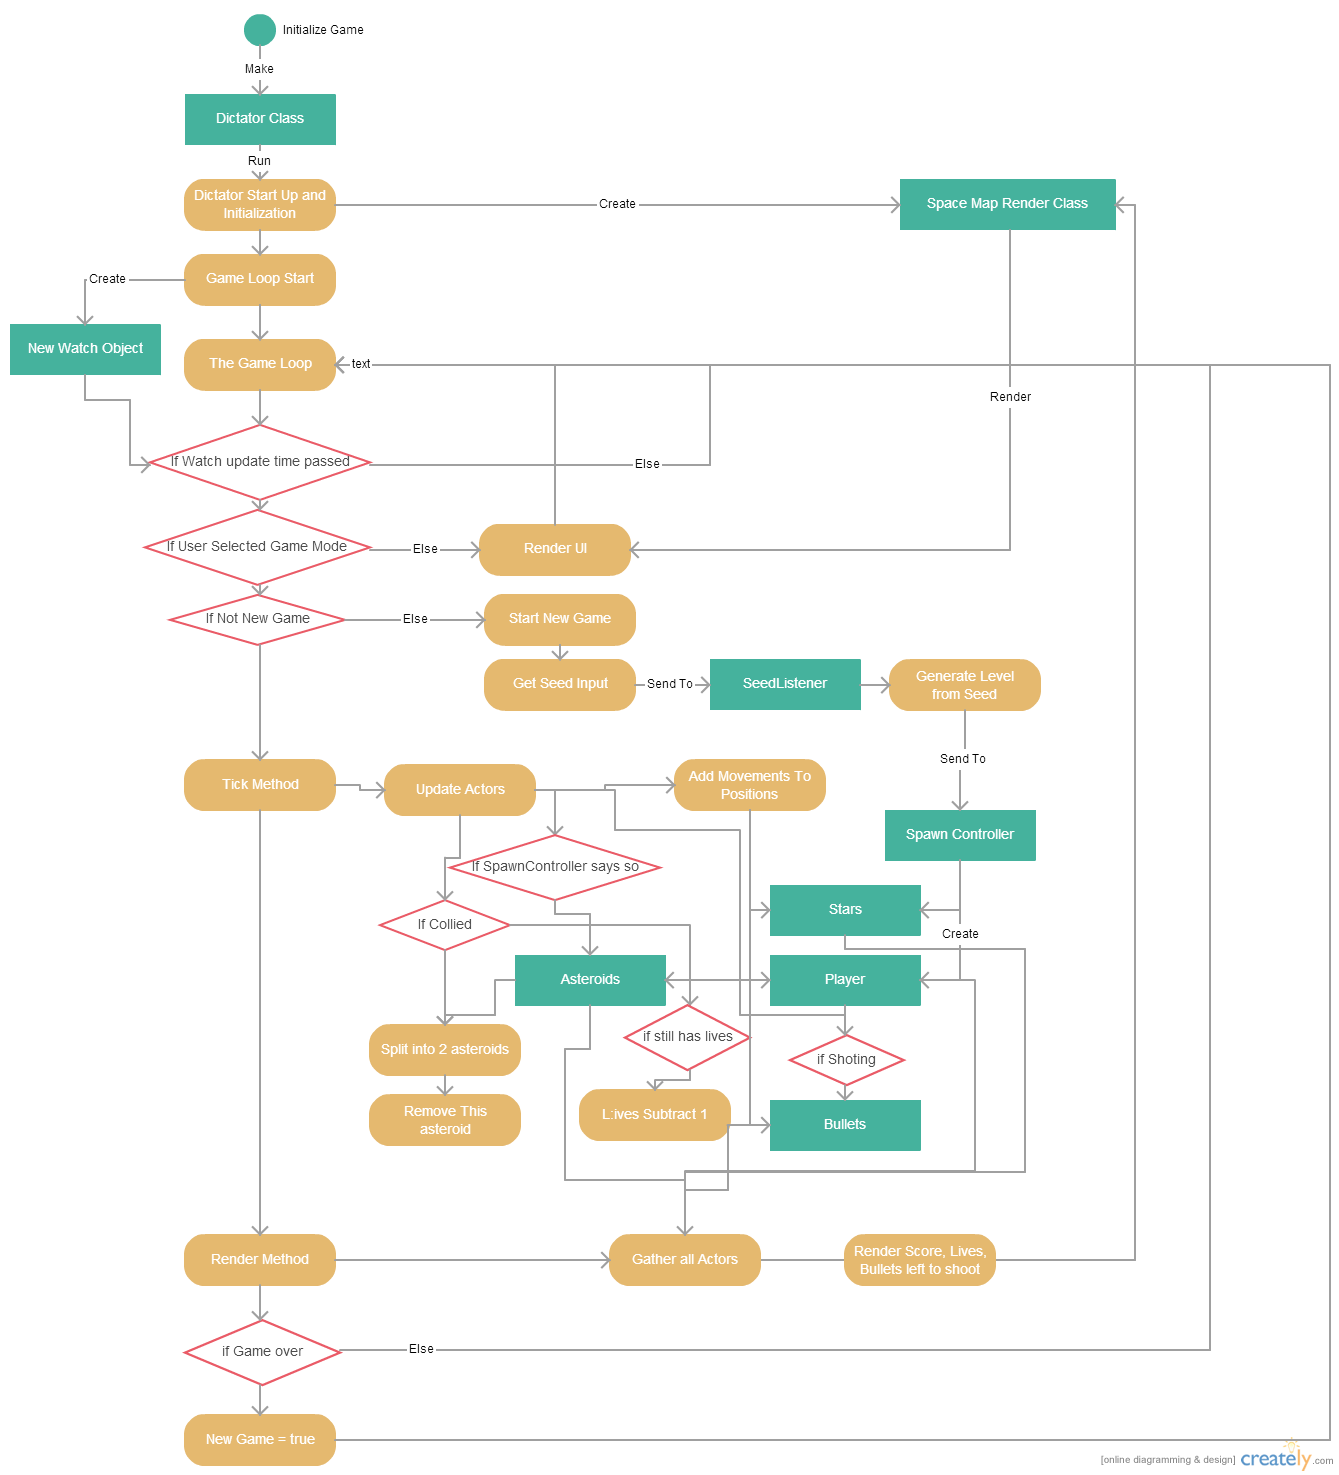 Initialize Game
Make
Dictator Class
Run
Dictator Start Up and
Initialization
Create
Space Map Render Class
Game Loop Start
Create
New Watch Object
The Game Loop
text
Render
If Watch update time passed
Else
If User Selected Game Mode
Else
Render UI
If Not New Game
Else
Start New Game
Get Seed Input
Send To
SeedListener
Generate Level
from Seed
Send To
Tick Method
Update Actors
Add Movements To
Positions
Spawn Controller
If SpawnController says so
Stars
If Collied
Create
Asteroids
Player
Split into 2 asteroids
if still has lives
if Shoting
Remove This
asteroid
L:ives Subtract 1
Bullets
Render Method
Gather all Actors
Render Score, Lives,
Bullets left to shoot
if Game over
Else
New Game = true
[online diagramming & design] creately.com